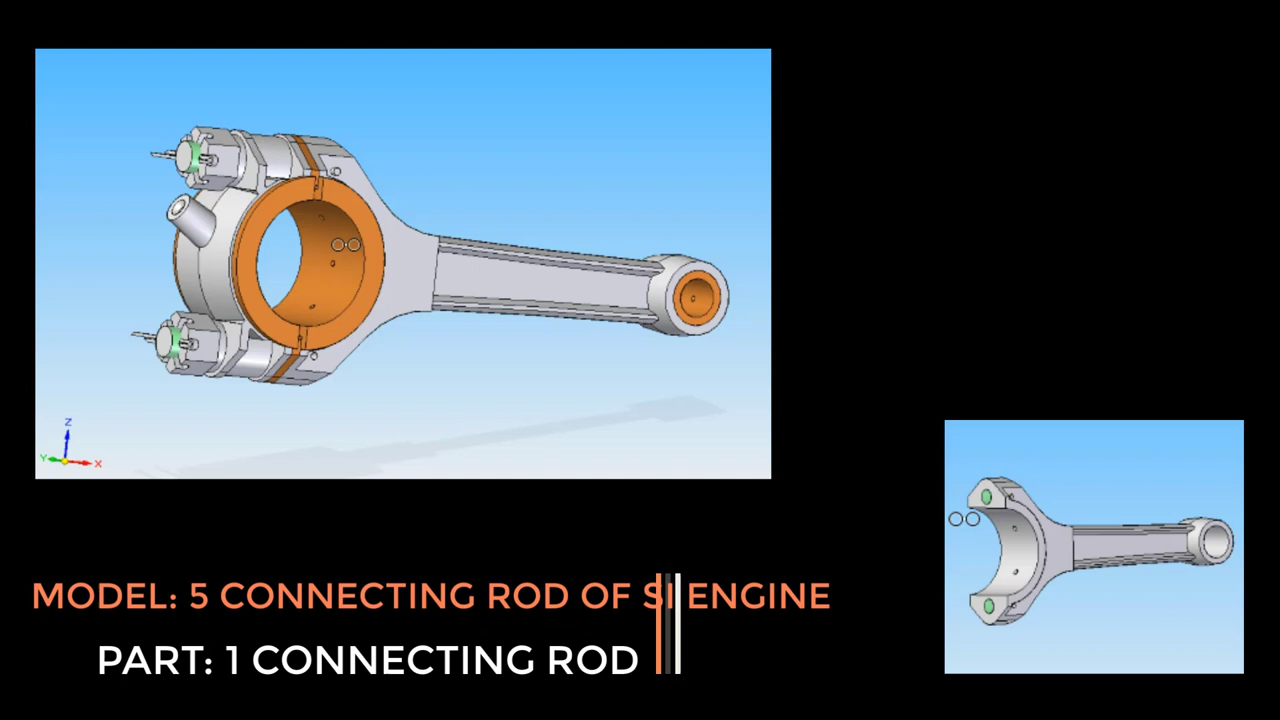 Z
Y
X
MODEL: 5 CONNECTING ROD OF SI ENGINE
PART: 1 CONNECTING ROD